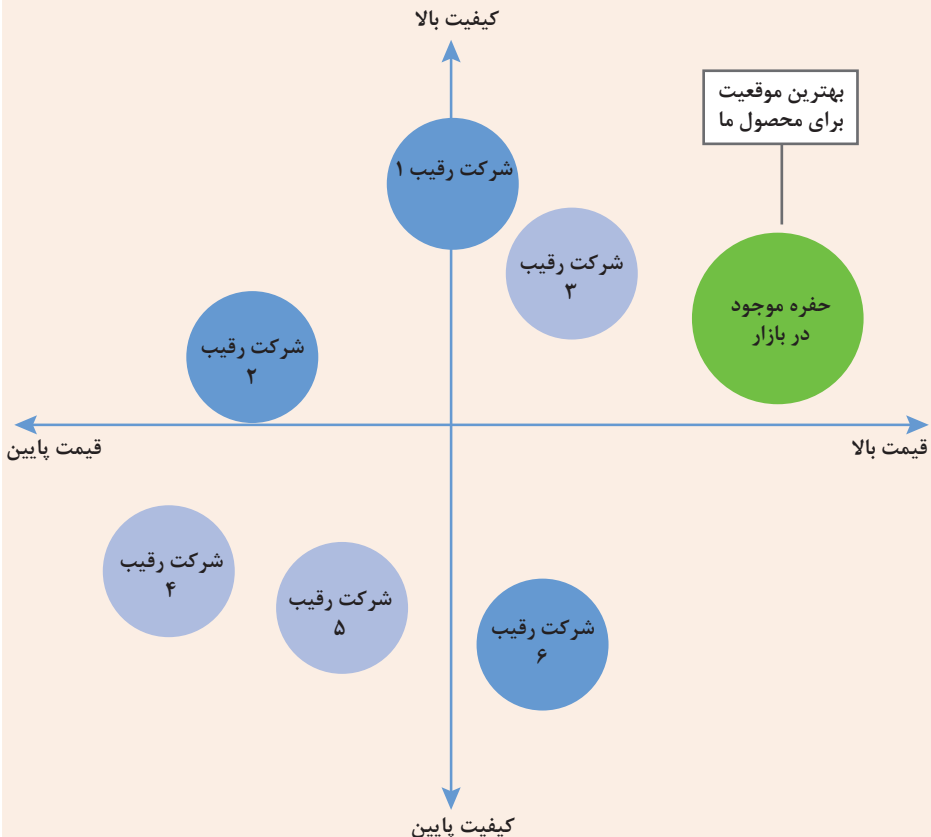 کیفیت بالا
بهترین موقعیت
برای محصول ما
شرکت رقیب ۱
شرکت رقیب
۳
حفره موجود
در بازار
شرکت رقیب
۲
قیمت بالا
قیمت پایین
شرکت رقیب
۴
شرکت رقیب
۵
شرکت رقیب
۶
کیفیت پایین